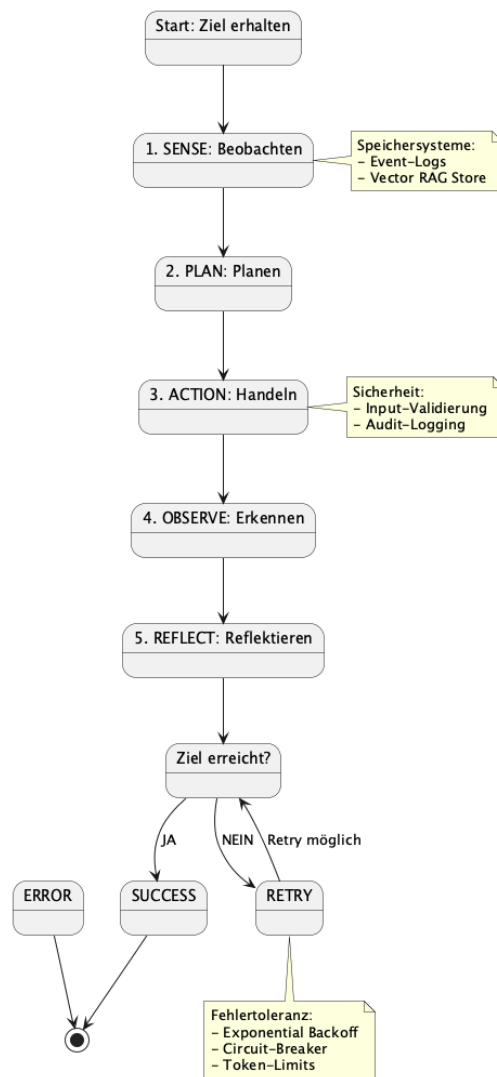 Start: Ziel erhalten
1. SENSE: Beobachten
Speichersysteme:
– Event-Logs
– Vector RAG Store
2. PLAN: Planen
3. ACTION: Handeln
Sicherheit:
– Input-Validierung
– Audit-Logging
4. OBSERVE: Erkennen
5. REFLECT: Reflektieren
Ziel erreicht?
JA
NEIN
Retry möglich
ERROR
SUCCESS
RETRY
Fehlertoleranz:
– Exponential Backoff
– Circuit-Breaker
– Token-Limits